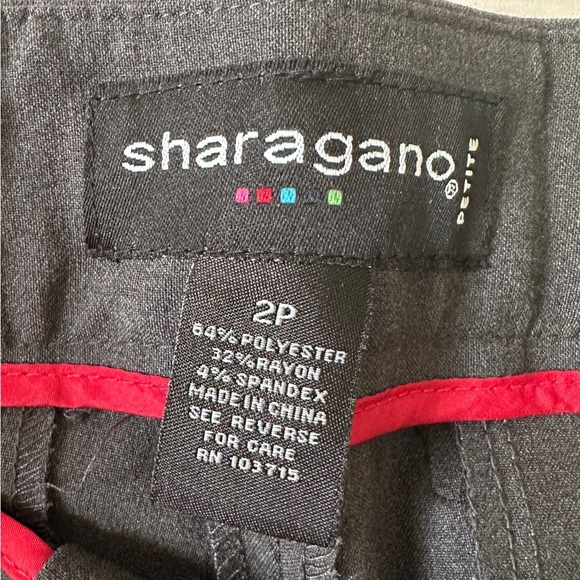 sharagano®
PETITE
2P
64% POLYESTER
32% RAYON
4% SPANDEX
MADE IN CHINA
SEE REVERSE
FOR CARE
RN 103715